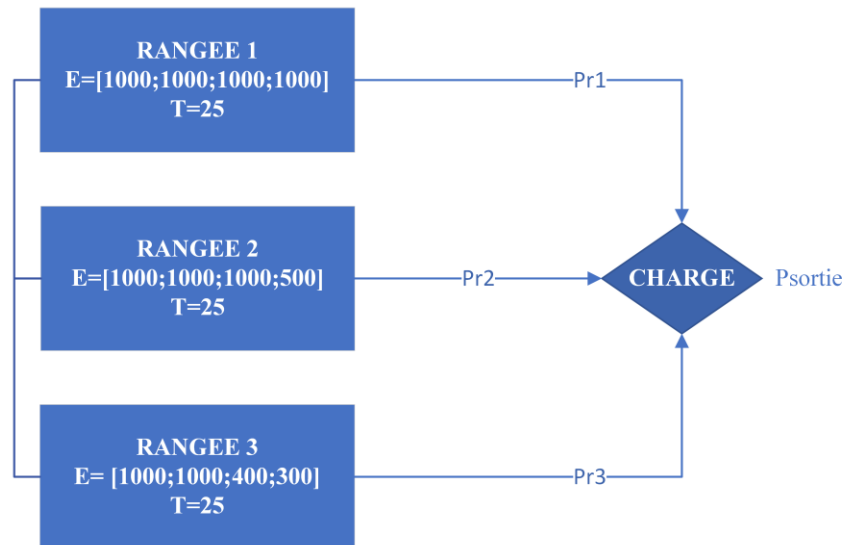 RANGEE 1
E=[1000;1000;1000;1000]
T=25
Pr1
RANGEE 2
E=[1000;1000;1000;500]
T=25
Pr2
CHARGE
Psortie
RANGEE 3
E= [1000;1000;400;300]
T=25
Pr3